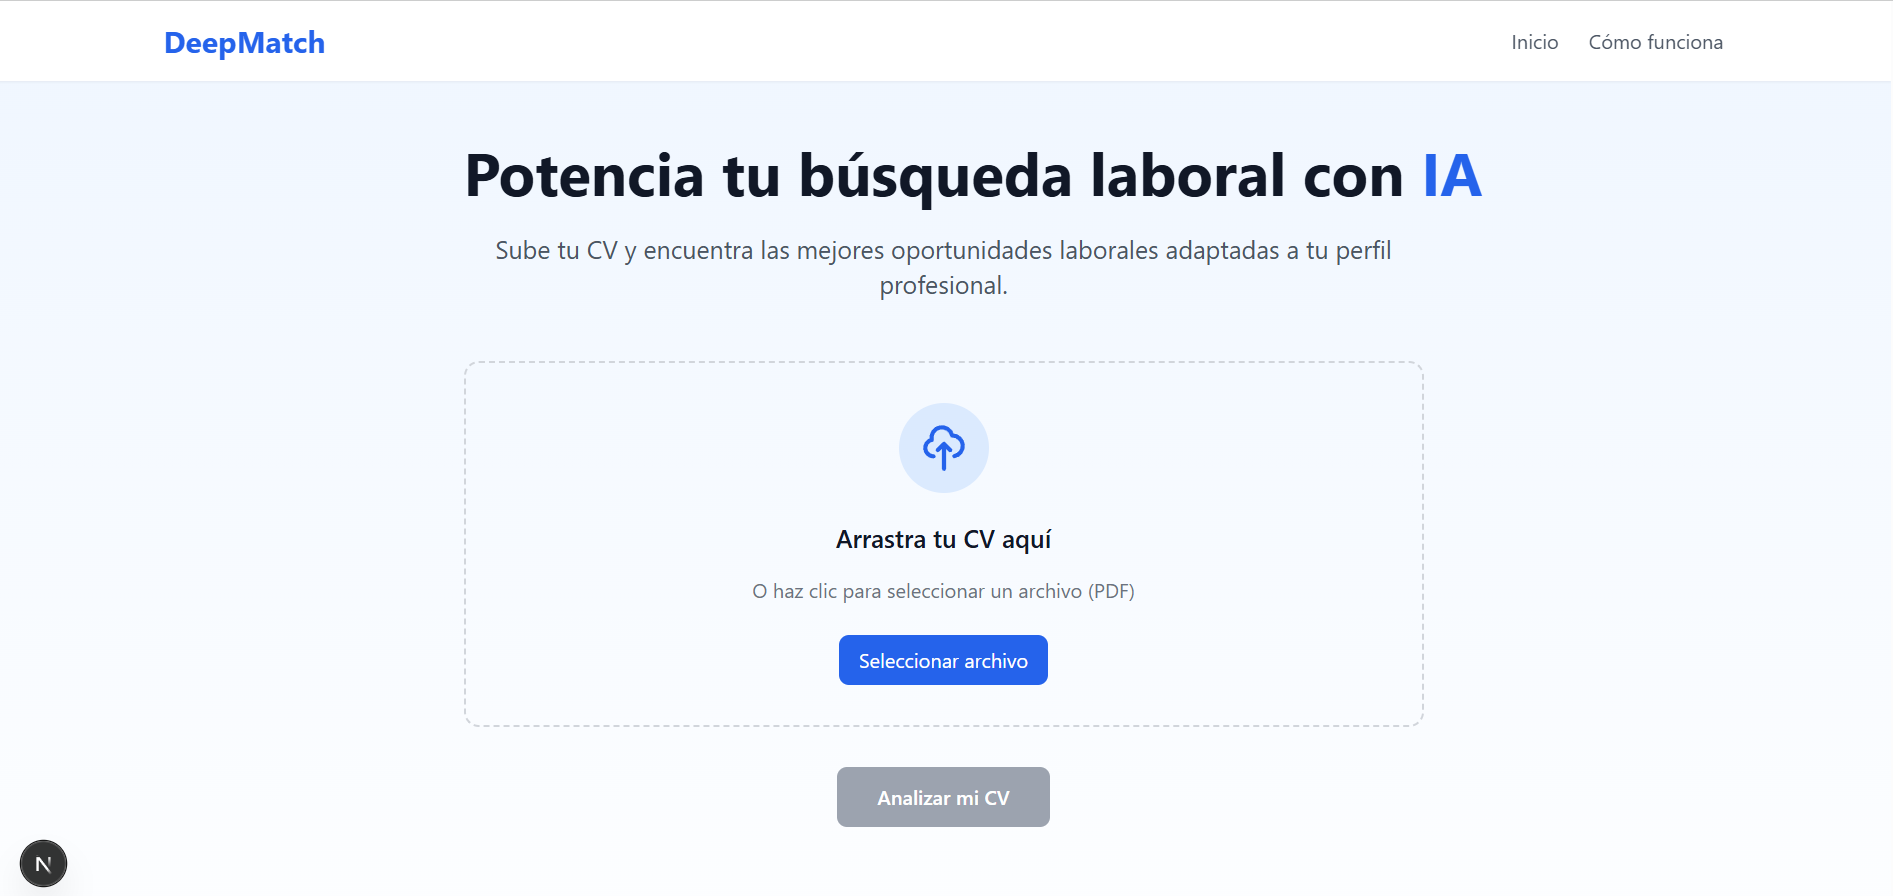 DeepMatch
Inicio
Cómo funciona
Potencia tu búsqueda laboral con IA
Sube tu CV y encuentra las mejores oportunidades laborales adaptadas a tu perfil
profesional.
Arrastra tu CV aquí
O haz clic para seleccionar un archivo (PDF)
Seleccionar archivo
Analizar mi CV
N